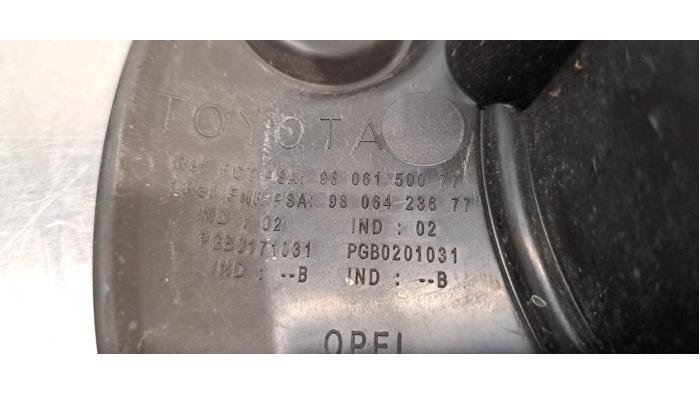 TOYOTA
Ref FCT PSA: 98 061 500 77
Ref FNR PSA: 98 064 236 77
IND : 02 IND : 02
PGB0171031 PGB0201031
IND : --B IND : --B
OPEL